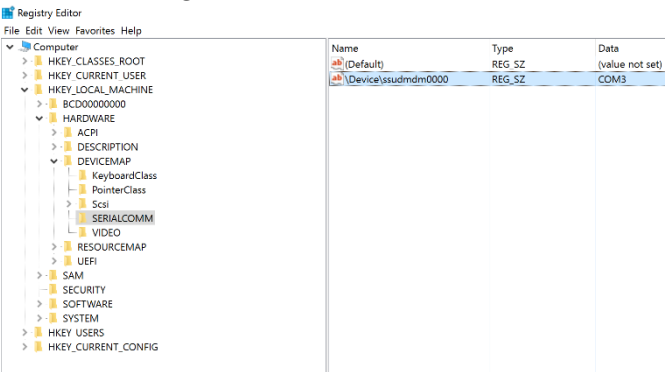 Registry Editor
File Edit View Favorites Help
Computer
HKEY_CLASSES_ROOT
HKEY_CURRENT_USER
HKEY_LOCAL_MACHINE
BCD00000000
HARDWARE
ACPI
DESCRIPTION
DEVICEMAP
KeyboardClass
PointerClass
Scsi
SERIALCOMM
VIDEO
RESOURCEMAP
UEFI
SAM
SECURITY
SOFTWARE
SYSTEM
HKEY_USERS
HKEY_CURRENT_CONFIG
Name Type Data
(Default) REG_SZ (value not set)
\Device\ssudmdm0000 REG_SZ COM3